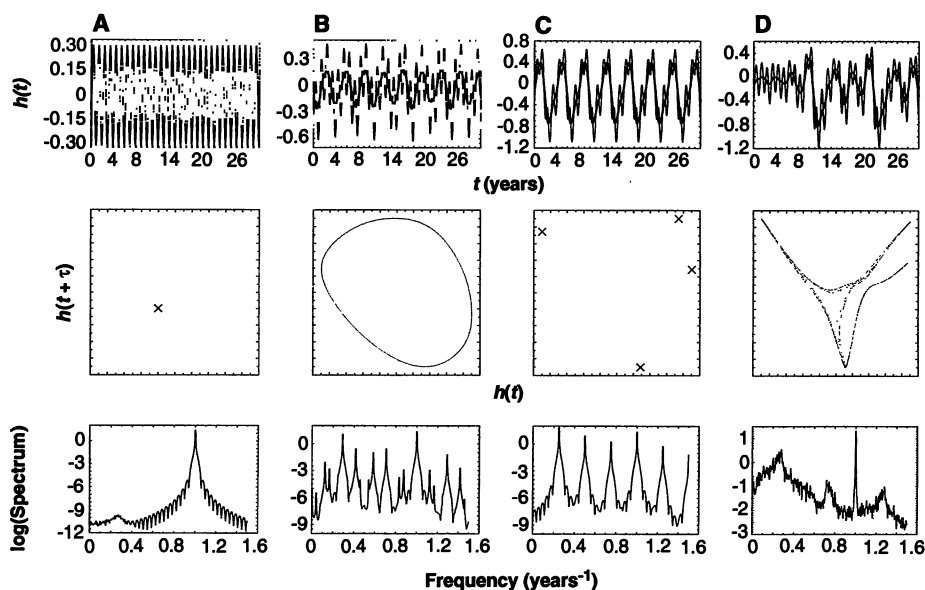 A B C D
h(t)
0.30
0.15
0
-0.15
-0.30
0 8 14 20 26
0.3
0
-0.3
-0.6
0 8 14 20 26
0.8
0.4
0
-0.4
-0.8
-1.2
0 4 8 14 20 26
0.4
0
-0.4
-0.8
-1.2
0 4 8 14 20 26
t (years)
h(t + τ)
h(t)
log(Spectrum)
0
-3
-6
-9
-12
0 0.4 0.8 1.2 1.6
0
-3
-6
-9
0 0.4 0.8 1.2 1.6
0
-3
-6
-9
0 0.4 0.8 1.2 1.6
1
0
-1
-2
-3
0 0.4 0.8 1.2 1.6
Frequency (years-1)